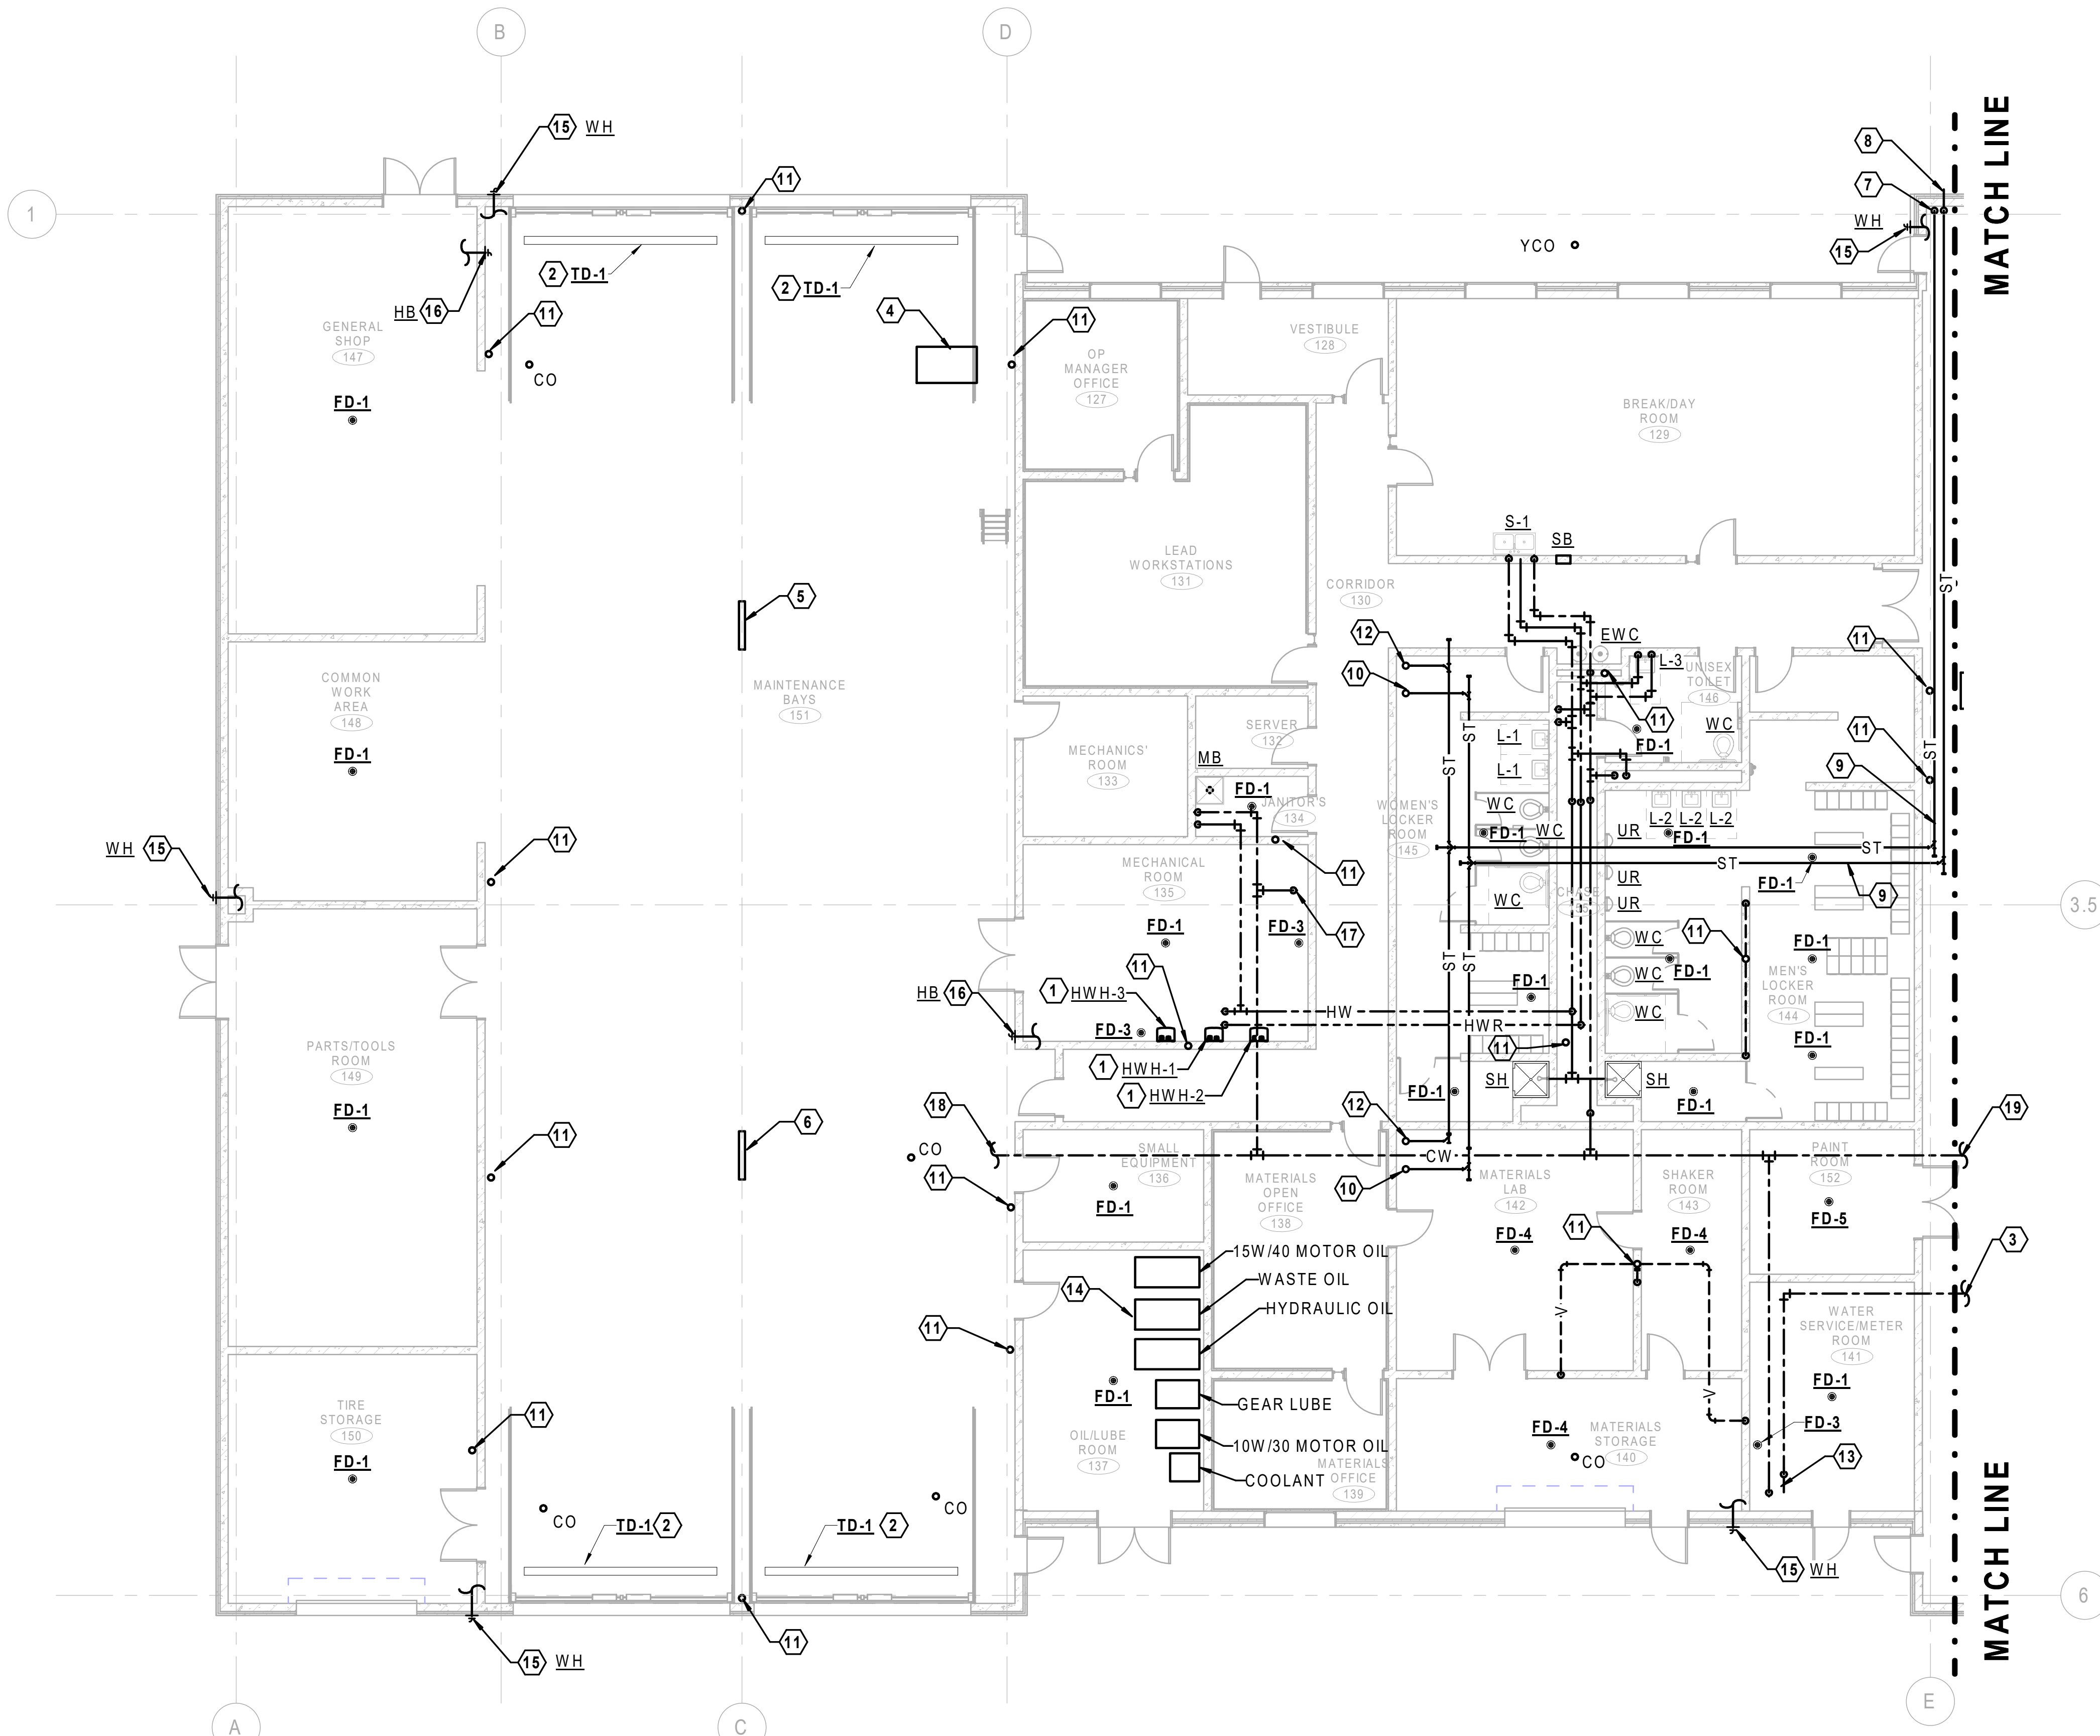 B
D
MATCH LINE
15 WH
8
11
7
1
WH
15
YCO
2 TD-1
2 TD-1
HB 16
11
4
11
GENERAL
SHOP
147
VESTIBULE
128
OP
MANAGER
OFFICE
127
CO
FD-1
BREAK/DAY
ROOM
129
S-1
SB
LEAD
WORKSTATIONS
131
CORRIDOR
130
ST
5
12
EWC
11
L-3
UNISEX
TOILET
146
COMMON
WORK
AREA
148
MAINTENANCE
BAYS
151
10
11
WC
SERVER
132
ST
11
FD-1
L-1
MECHANICS'
ROOM
133
MB
ST
ST
9
FD-1
L-1
FD-1
JANITOR'S
134
WOMEN'S
LOCKER
ROOM
145
WC
L-2 L-2 L-2
FD-1 WC
UR
FD-1
WH 15
11
ST
MECHANICAL
ROOM
135
11
ST
UR
FD-1
9
WC
CHASE
UR
3.5
FD-1
FD-3
17
WC
11
FD-1
ST
ST
11
WC
FD-1
MEN'S
LOCKER
ROOM
144
FD-1
HB 16
1 HWH-3
HW
WC
FD-3
HWR
11
FD-1
PARTS/TOOLS
ROOM
149
1 HWH-1
SH
SH
FD-1
1 HWH-2
FD-1
FD-1
12
18
19
6
11
CO
SMALL
EQUIPMENT
136
CW
PAINT
ROOM
152
MATERIALS
OPEN
OFFICE
138
MATERIALS
LAB
142
SHAKER
ROOM
143
11
10
FD-1
FD-5
11
FD-4
FD-4
3
15W/40 MOTOR OIL
WASTE OIL
14
HYDRAULIC OIL
V
WATER
SERVICE/METER
ROOM
141
11
FD-1
FD-1
V
GEAR LUBE
TIRE
STORAGE
150
11
FD-4
MATERIALS
STORAGE
140
FD-3
OIL/LUBE
ROOM
137
10W/30 MOTOR OIL
MATERIALS
OFFICE
139
FD-1
CO
13
COOLANT
CO
CO
TD-1 2
TD-1 2
15 WH
6
11
15 WH
MATCH LINE
A
C
E